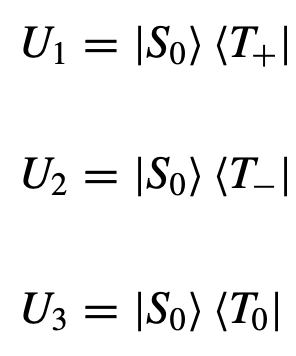 U₁ = |S₀⟩ ⟨T₊|
U₂ = |S₀⟩ ⟨T₋|
U₃ = |S₀⟩ ⟨T₀|